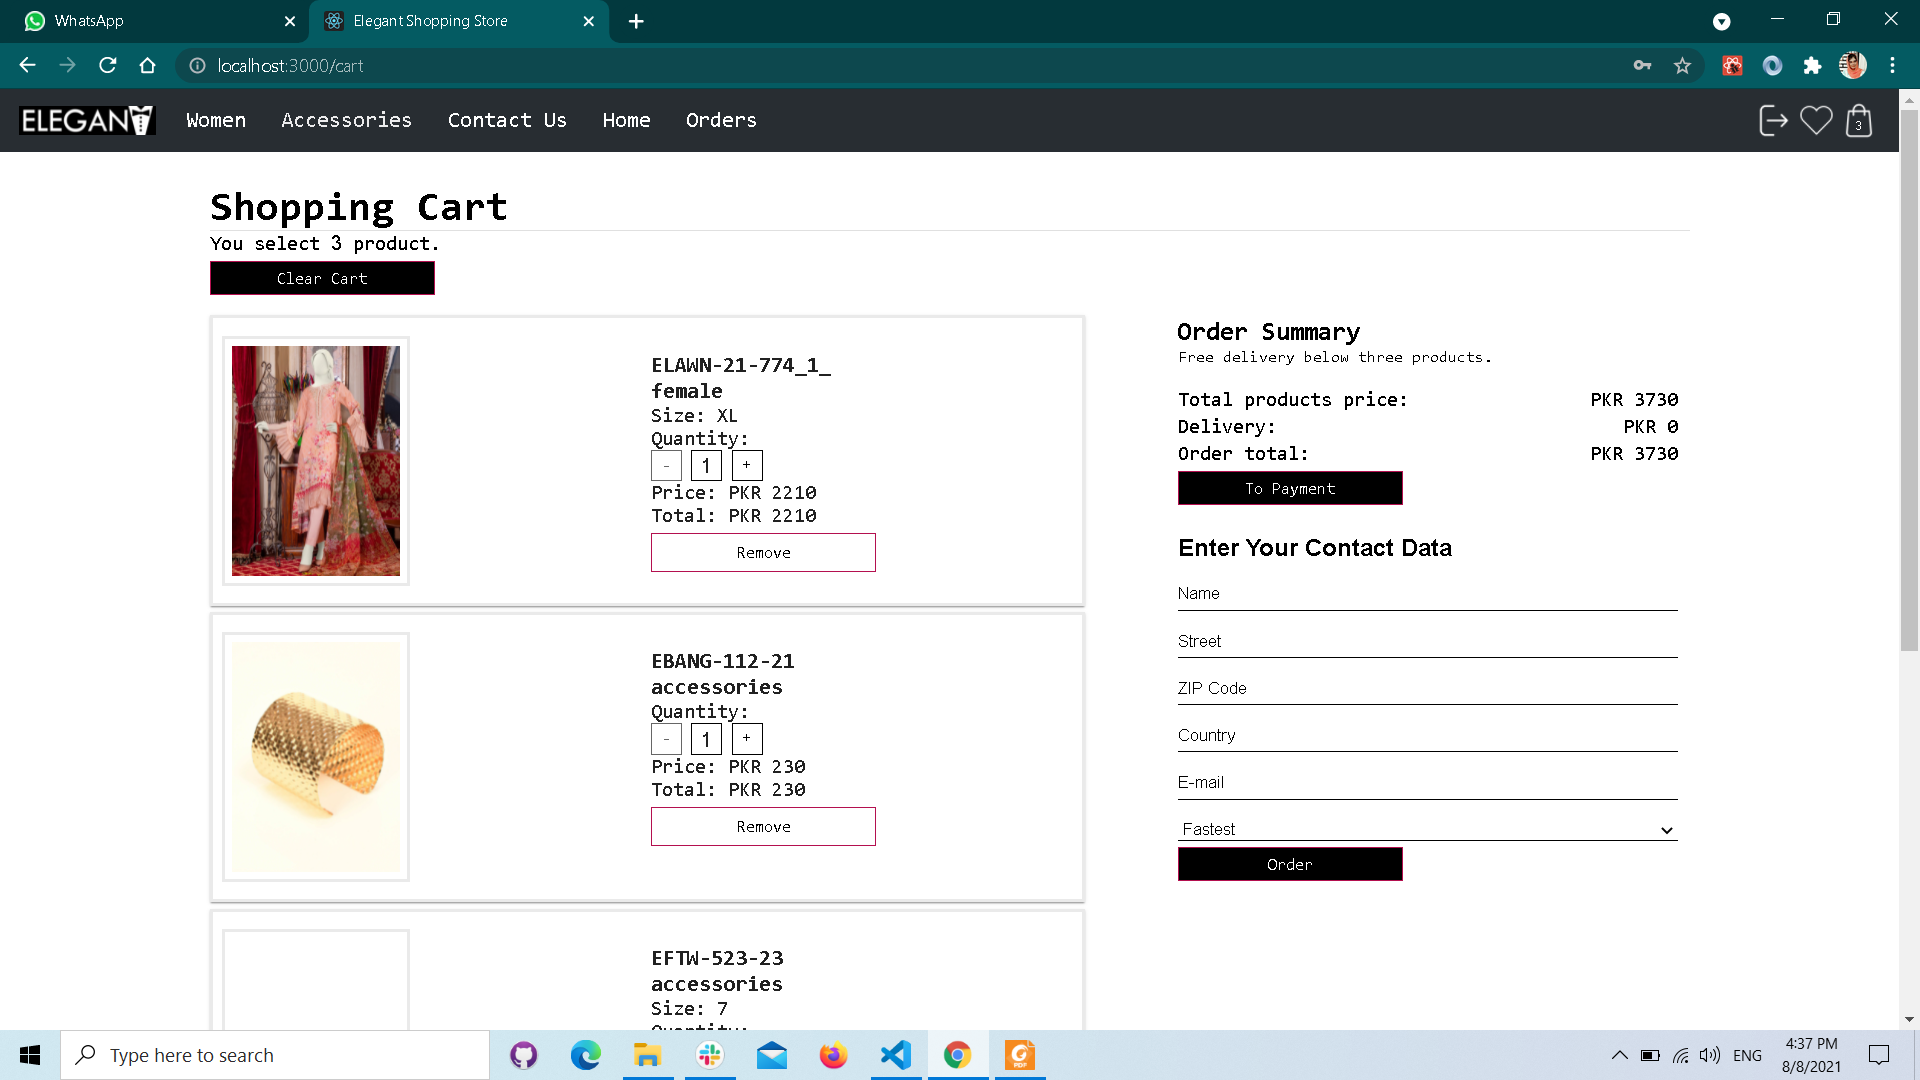 WhatsApp
Elegant Shopping Store
localhost:3000/cart
ELEGANT
Women
Accessories
Contact Us
Home
Orders
3
Shopping Cart
You select 3 product.
Clear Cart
ELAWN-21-774_1_
female
Size: XL
Quantity:
- 1 +
Price: PKR 2210
Total: PKR 2210
Remove
EBANG-112-21
accessories
Quantity:
- 1 +
Price: PKR 230
Total: PKR 230
Remove
EFTW-523-23
accessories
Size: 7
Quantity:
Order Summary
Free delivery below three products.
Total products price: PKR 3730
Delivery: PKR 0
Order total: PKR 3730
To Payment
Enter Your Contact Data
Name
Street
ZIP Code
Country
E-mail
Fastest
Order
Type here to search
PDF
ENG
4:37 PM
8/8/2021